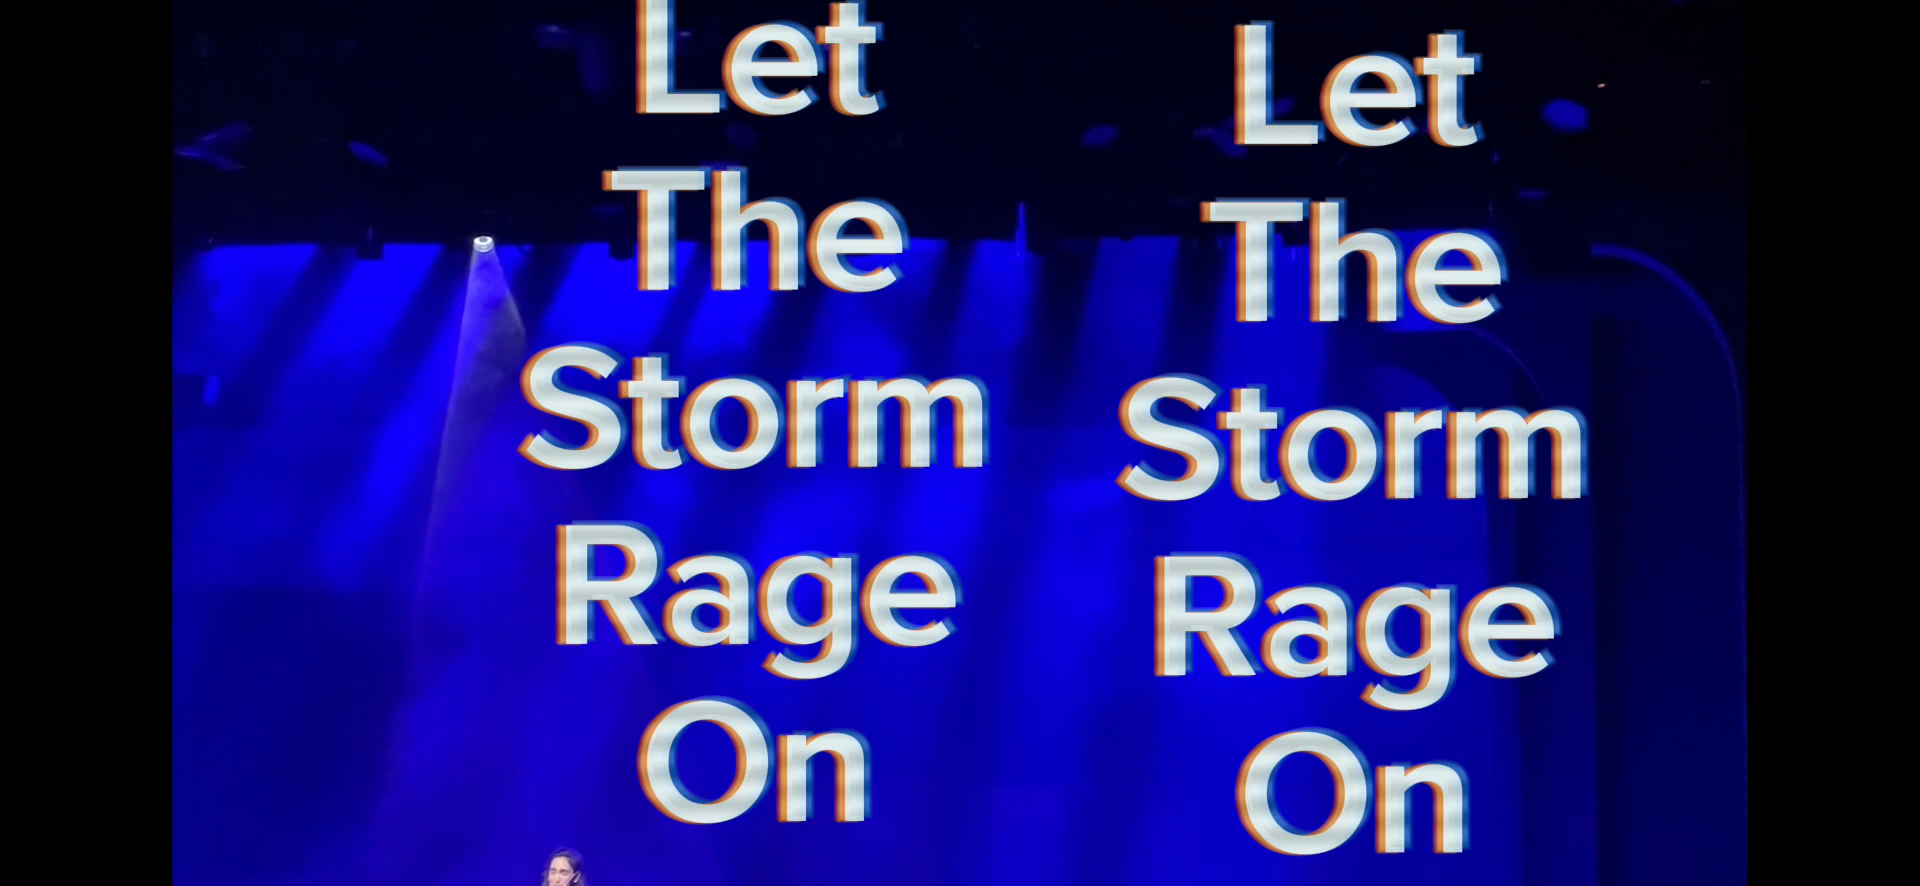 Let
The
Storm
Rage
On
Let
The
Storm
Rage
On